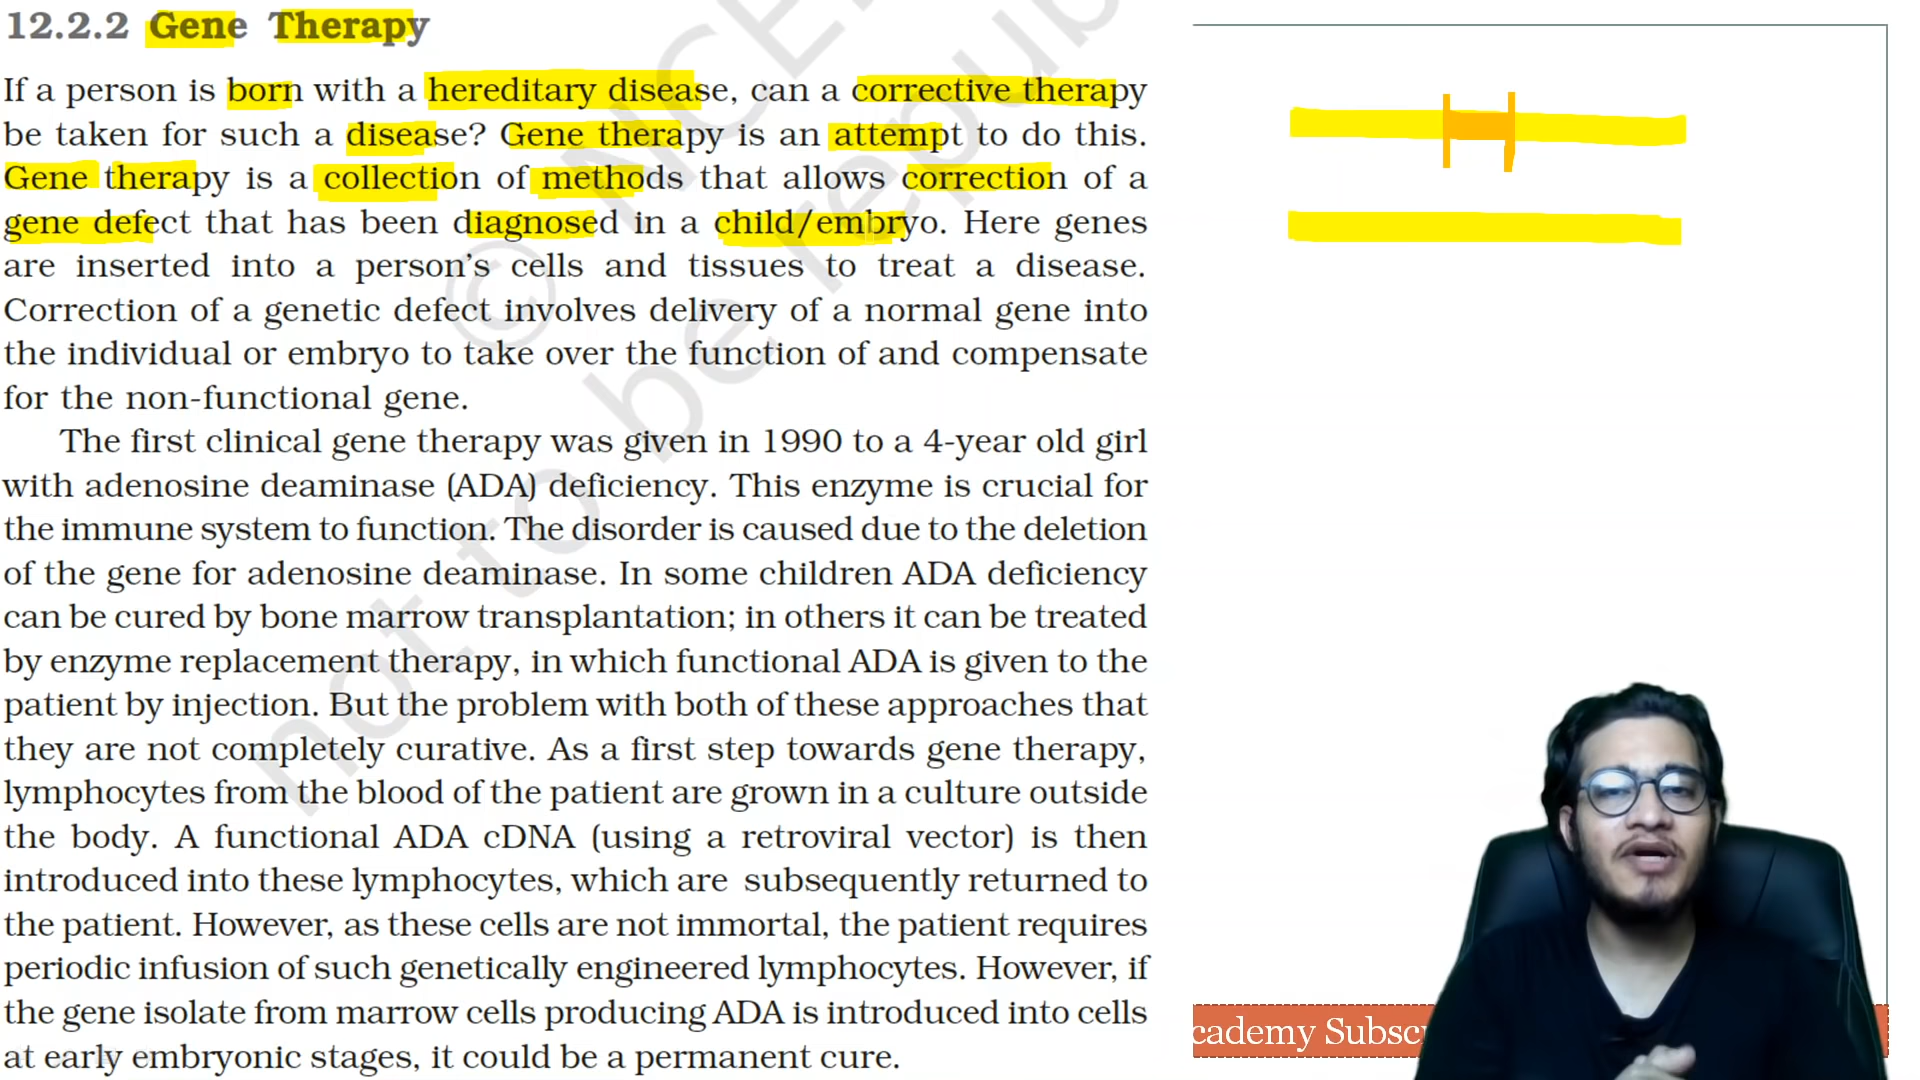 12.2.2 Gene Therapy
If a person is born with a hereditary disease, can a corrective therapy
be taken for such a disease? Gene therapy is an attempt to do this.
Gene therapy is a collection of methods that allows correction of a
gene defect that has been diagnosed in a child/embryo. Here genes
are inserted into a person's cells and tissues to treat a disease.
Correction of a genetic defect involves delivery of a normal gene into
the individual or embryo to take over the function of and compensate
for the non-functional gene.
The first clinical gene therapy was given in 1990 to a 4-year old girl
with adenosine deaminase (ADA) deficiency. This enzyme is crucial for
the immune system to function. The disorder is caused due to the deletion
of the gene for adenosine deaminase. In some children ADA deficiency
can be cured by bone marrow transplantation; in others it can be treated
by enzyme replacement therapy, in which functional ADA is given to the
patient by injection. But the problem with both of these approaches that
they are not completely curative. As a first step towards gene therapy,
lymphocytes from the blood of the patient are grown in a culture outside
the body. A functional ADA cDNA (using a retroviral vector) is then
introduced into these lymphocytes, which are subsequently returned to
the patient. However, as these cells are not immortal, the patient requires
periodic infusion of such genetically engineered lymphocytes. However, if
the gene isolate from marrow cells producing ADA is introduced into cells
at early embryonic stages, it could be a permanent cure.
© NCE
not to be repub
cademy Subsc